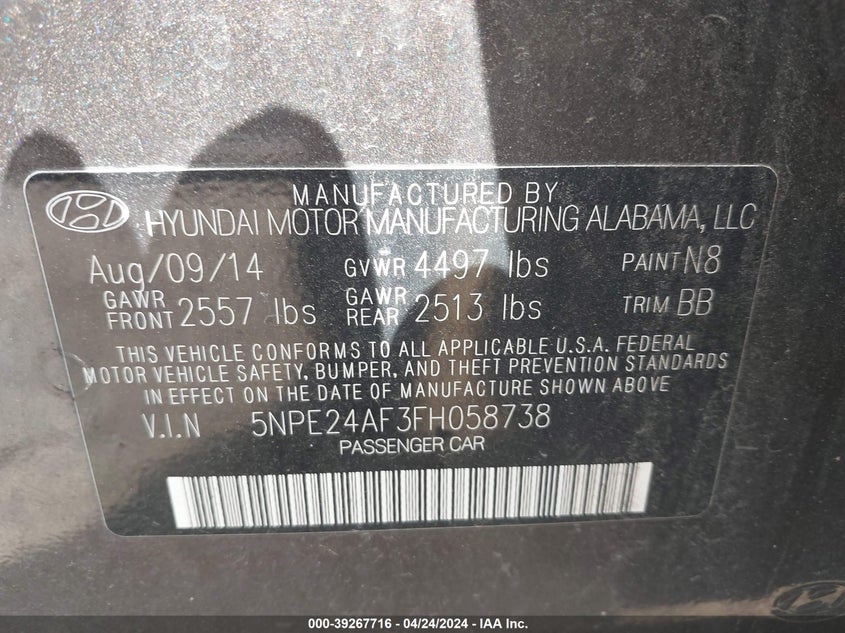 MANUFACTURED BY
HYUNDAI MOTOR MANUFACTURING ALABAMA, LLC
Aug/09/14 GVWR 4497 lbs PAINT N8
GAWR FRONT 2557 lbs GAWR REAR 2513 lbs TRIM BB
THIS VEHICLE CONFORMS TO ALL APPLICABLE U.S.A. FEDERAL
MOTOR VEHICLE SAFETY, BUMPER, AND THEFT PREVENTION STANDARDS
IN EFFECT ON THE DATE OF MANUFACTURE SHOWN ABOVE
V.I.N 5NPE24AF3FH058738
PASSENGER CAR
000-39267716 - 04/24/2024 - IAA Inc.